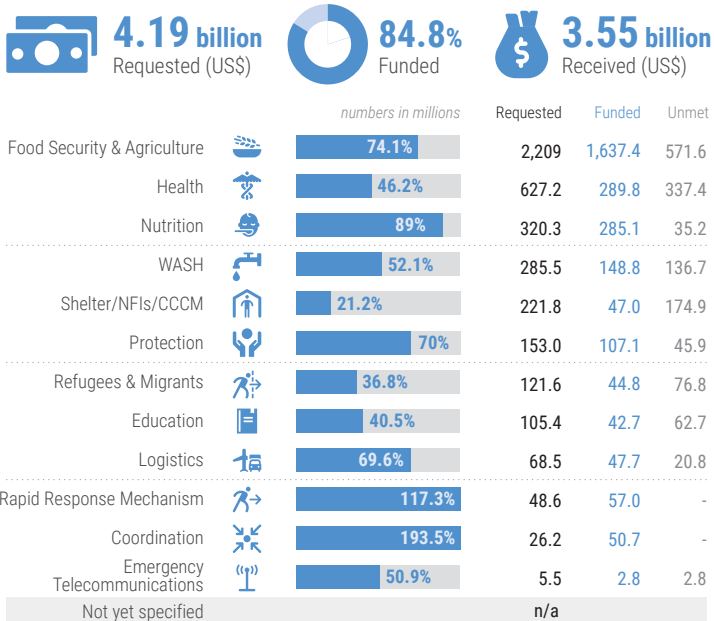 4.19 billion
Requested (US$)
84.8%
Funded
$
3.55 billion
Received (US$)
numbers in millions Requested Funded Unmet
Food Security & Agriculture 74.1% 2,209 1,637.4 571.6
Health 46.2% 627.2 289.8 337.4
Nutrition 89% 320.3 285.1 35.2
WASH 52.1% 285.5 148.8 136.7
Shelter/NFIs/CCCM 21.2% 221.8 47.0 174.9
Protection 70% 153.0 107.1 45.9
Refugees & Migrants 36.8% 121.6 44.8 76.8
Education 40.5% 105.4 42.7 62.7
Logistics 69.6% 68.5 47.7 20.8
Rapid Response Mechanism 117.3% 48.6 57.0 -
Coordination 193.5% 26.2 50.7 -
Emergency
Telecommunications 50.9% 5.5 2.8 2.8
Not yet specified n/a